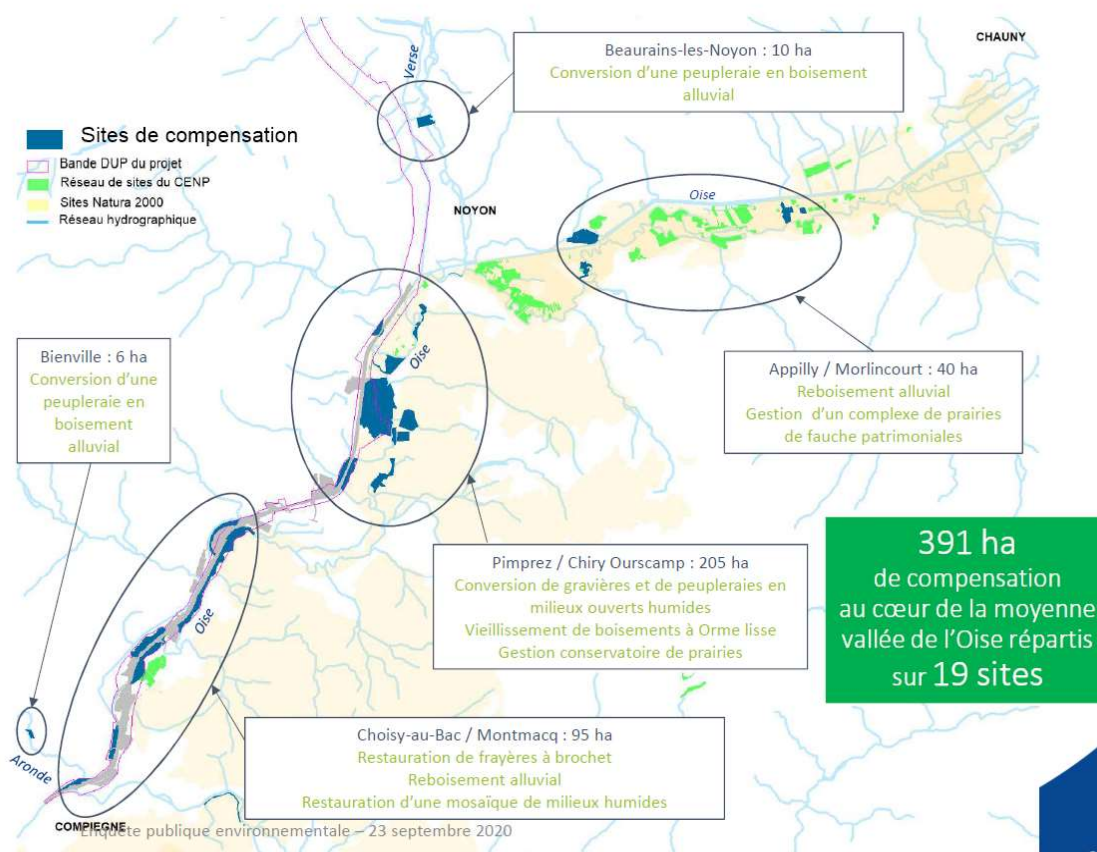 Beaurains-les-Noyon : 10 ha
Conversion d'une peupleraie en boisement
alluvial
CHAUNY
Verse
Sites de compensation
Bande DUP du projet
Réseau de sites du CENP
Sites Natura 2000
Réseau hydrographique
NOYON
Oise
Bienville : 6 ha
Conversion d'une
peupleraie en
boisement
alluvial
Oise
Appilly / Morlincourt : 40 ha
Reboisement alluvial
Gestion d'un complexe de prairies
de fauche patrimoniales
Pimprez / Chiry Ourscamp : 205 ha
Conversion de gravières et de peupleraies en
milieux ouverts humides
Vieillissement de boisements à Orme lisse
Gestion conservatoire de prairies
391 ha
de compensation
au cœur de la moyenne
vallée de l'Oise répartis
sur 19 sites
Oise
Choisy-au-Bac / Montmacq : 95 ha
Restauration de frayères à brochet
Reboisement alluvial
Restauration d'une mosaïque de milieux humides
Aronde
COMPIEGNE
Enquête publique environnementale – 23 septembre 2020